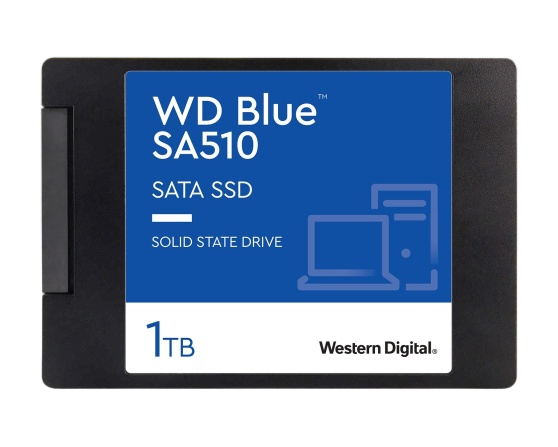 WD Blue™
SA510
SATA SSD
SOLID STATE DRIVE
1TB
Western Digital®